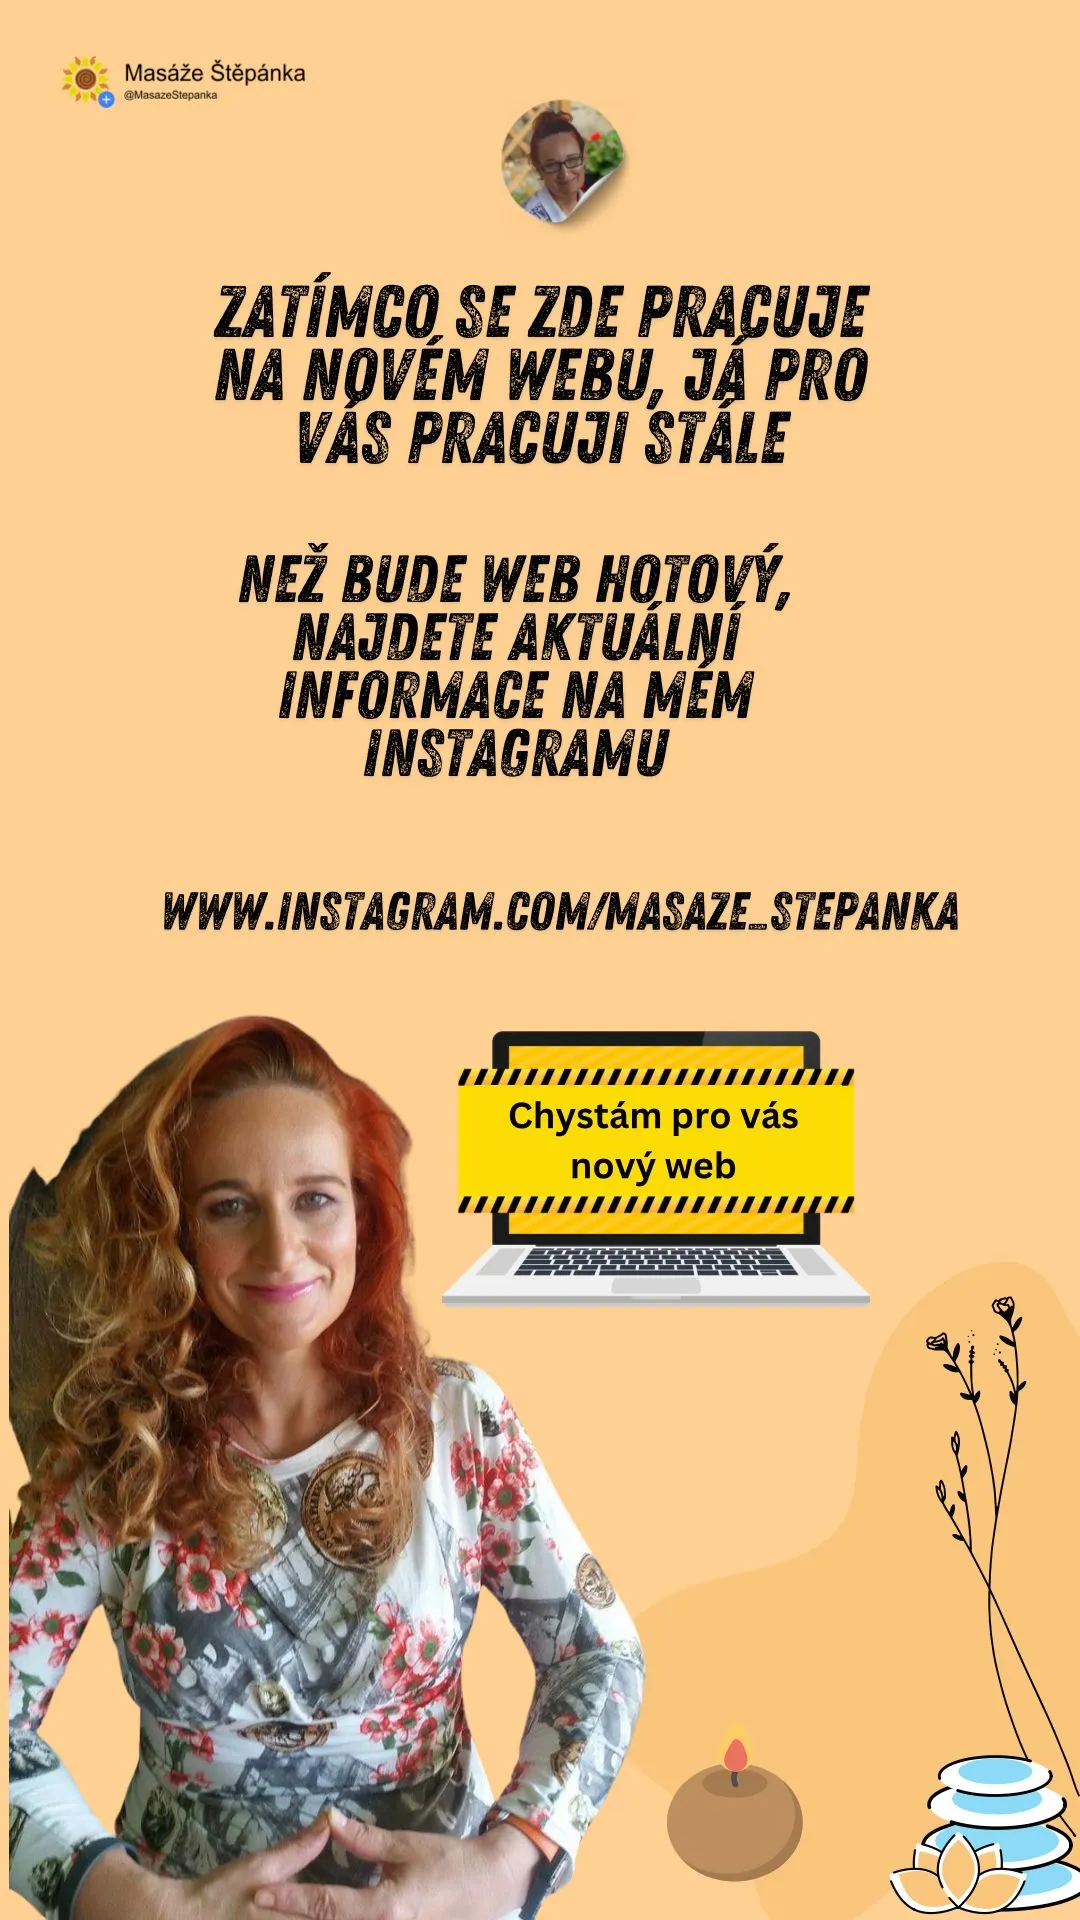 Masáže Štěpánka
@MasazeStepanka
ZATÍMCO SE ZDE PRACUJE
NA NOVÉM WEBU, JÁ PRO
VÁS PRACUJI STÁLE
NEŽ BUDE WEB HOTOVÝ,
NAJDETE AKTUÁLNÍ
INFORMACE NA MÉM
INSTAGRAMU
WWW.INSTAGRAM.COM/MASAZE_STEPANKA
Chystám pro vás
nový web